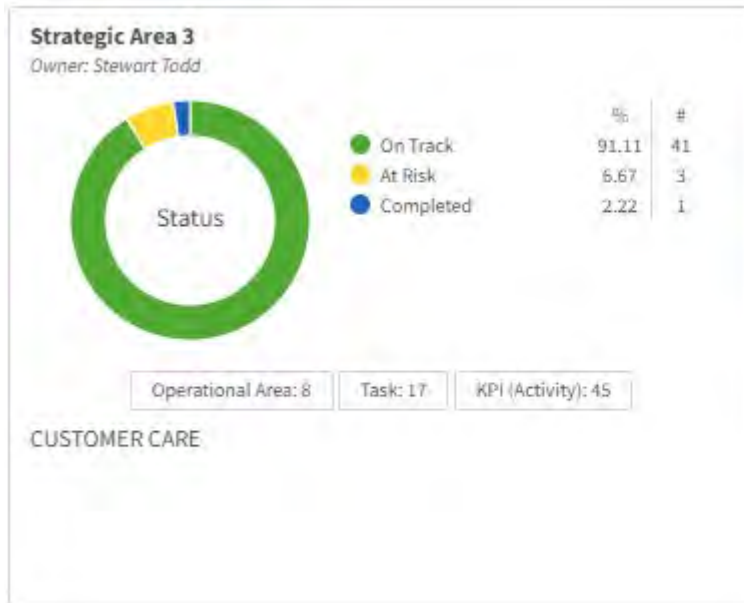 Strategic Area 3
Owner: Stewart Todd
% #
On Track 91.11 41
At Risk 6.67 3
Completed 2.22 1
Status
Operational Area: 8 Task: 17 KPI (Activity): 45
CUSTOMER CARE